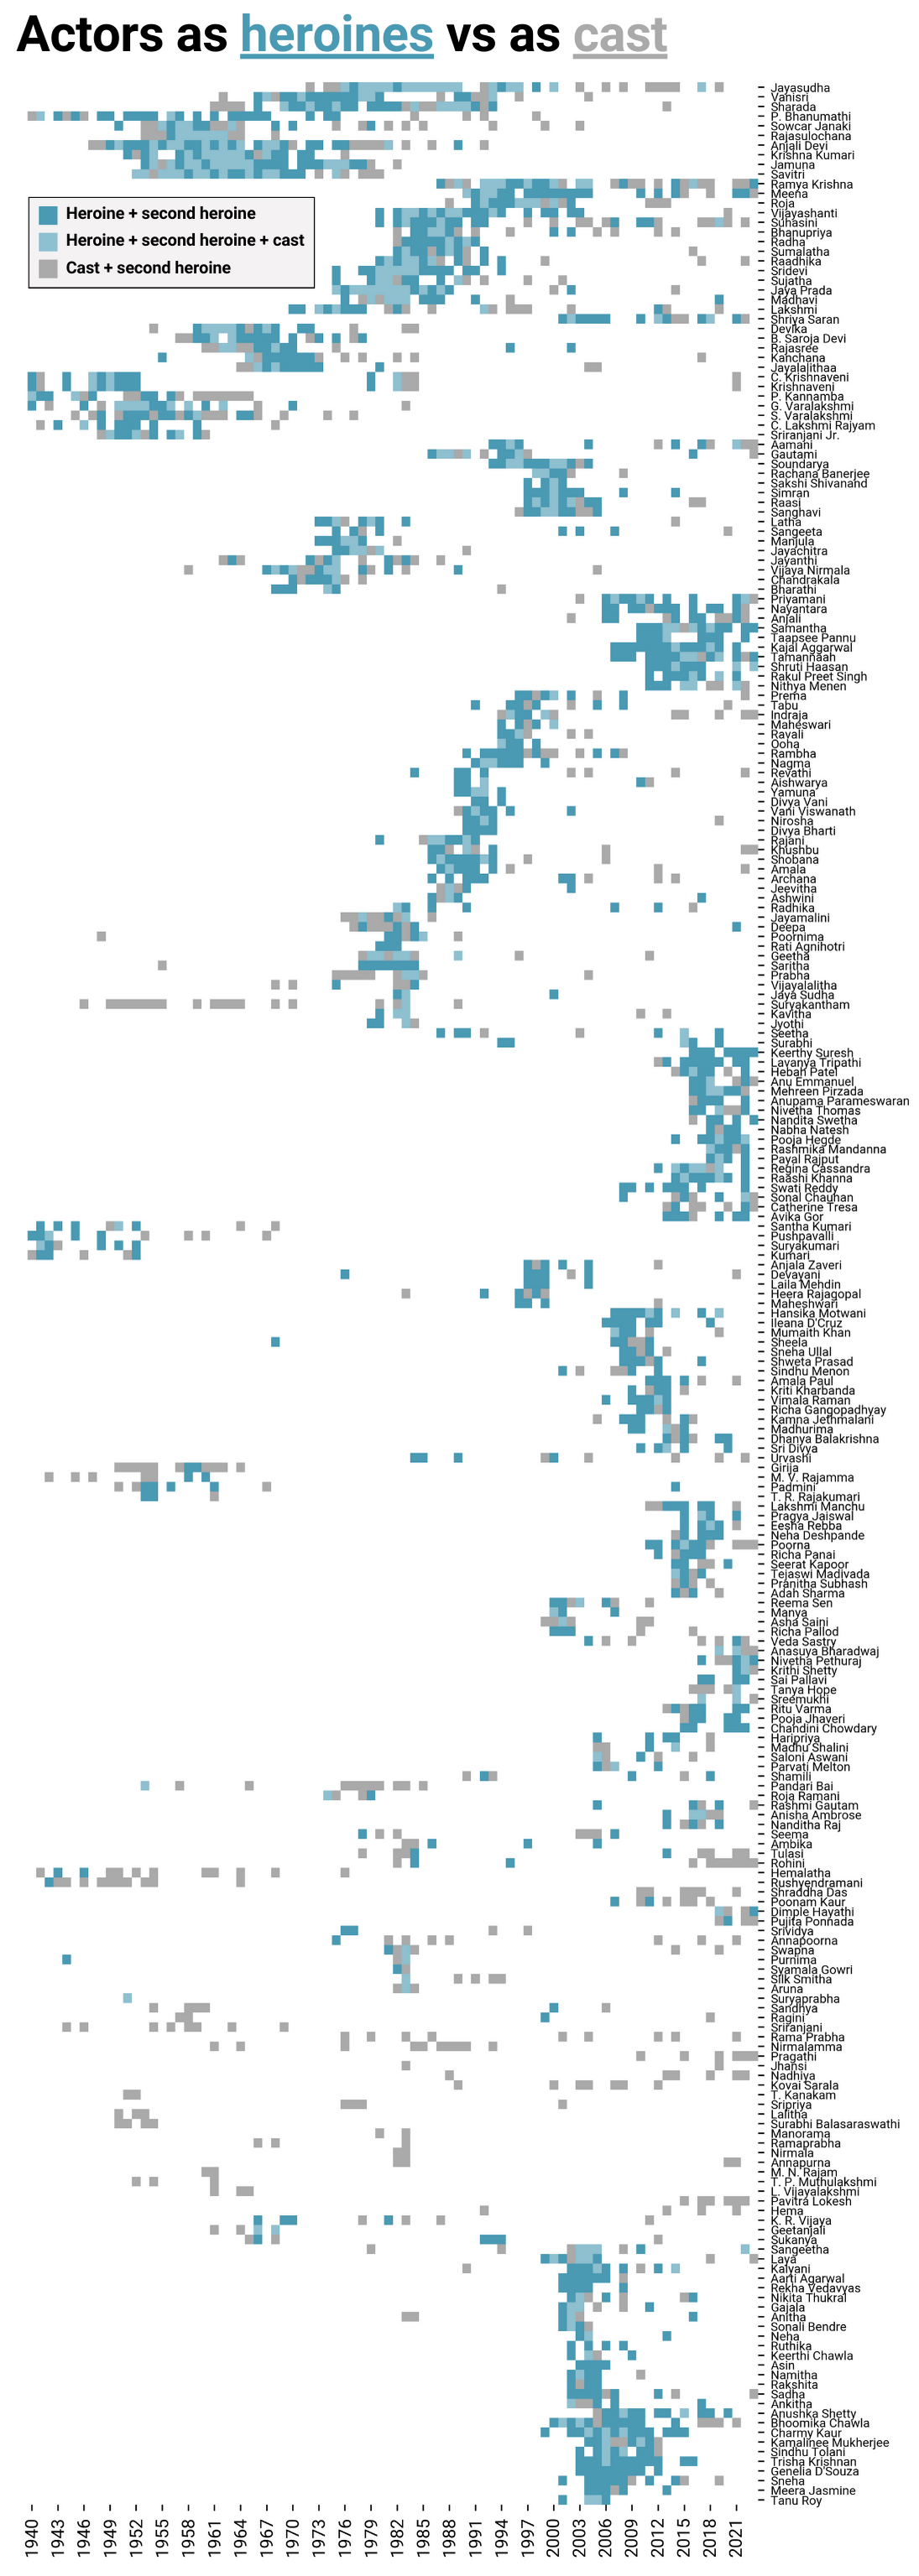 Actors as heroines vs as cast
Heroine + second heroine
Heroine + second heroine + cast
Cast + second heroine
Jayasudha
Vanisri
Sharada
P. Bhanumathi
Sowcar Janaki
Rajasulochana
Anjali Devi
Krishna Kumari
Jamuna
Savitri
Ramya Krishna
Meena
Roja
Vijayashanti
Suhasini
Bhanupriya
Radha
Sumalatha
Raadhika
Sridevi
Sujatha
Jaya Prada
Madhavi
Lakshmi
Shriya Saran
Devika
B. Saroja Devi
Rajasree
Kanchana
Jayalalithaa
C. Krishnaveni
Krishnaveni
P. Kannamba
G. Varalakshmi
S. Varalakshmi
C. Lakshmi Rajyam
Sriranjani Jr.
Aamani
Gautami
Soundarya
Rachana Banerjee
Sakshi Shivanand
Simran
Raasi
Sanghavi
Latha
Sangeeta
Manjula
Jayachitra
Jayanthi
Vijaya Nirmala
Chandrakala
Bharathi
Priyamani
Nayantara
Anjali
Samantha
Taapsee Pannu
Kajal Aggarwal
Tamannaah
Shruti Haasan
Rakul Preet Singh
Nithya Menen
Prema
Tabu
Indraja
Maheswari
Ravali
Ooha
Rambha
Nagma
Revathi
Aishwarya
Yamuna
Divya Vani
Vani Viswanath
Nirosha
Divya Bharti
Rajani
Khushbu
Shobana
Amala
Archana
Jeevitha
Ashwini
Radhika
Jayamalini
Deepa
Poornima
Rati Agnihotri
Geetha
Saritha
Prabha
Vijayalalitha
Jaya Sudha
Suryakantham
Kavitha
Jyothi
Seetha
Surabhi
Keerthy Suresh
Lavanya Tripathi
Hebah Patel
Anu Emmanuel
Mehreen Pirzada
Anupama Parameswaran
Nivetha Thomas
Nandita Swetha
Nabha Natesh
Pooja Hegde
Rashmika Mandanna
Payal Rajput
Regina Cassandra
Raashi Khanna
Swati Reddy
Sonal Chauhan
Catherine Tresa
Avika Gor
Santha Kumari
Pushpavalli
Suryakumari
Kumari
Anjala Zaveri
Devayani
Laila Mehdin
Heera Rajagopal
Maheshwari
Hansika Motwani
Ileana D'Cruz
Mumaith Khan
Sheela
Sneha Ullal
Shweta Prasad
Sindhu Menon
Amala Paul
Kriti Kharbanda
Vimala Raman
Richa Gangopadhyay
Kamna Jethmalani
Madhurima
Dhanya Balakrishna
Sri Divya
Urvashi
Girija
M. V. Rajamma
Padmini
T. R. Rajakumari
Lakshmi Manchu
Pragya Jaiswal
Eesha Rebba
Neha Deshpande
Poorna
Richa Panai
Seerat Kapoor
Tejaswi Madivada
Pranitha Subhash
Adah Sharma
Reema Sen
Manya
Asha Saini
Richa Pallod
Veda Sastry
Anasuya Bharadwaj
Nivetha Pethuraj
Krithi Shetty
Sai Pallavi
Tanya Hope
Sreemukhi
Ritu Varma
Pooja Jhaveri
Chandini Chowdary
Haripriya
Madhu Shalini
Saloni Aswani
Parvati Melton
Shamili
Pandari Bai
Roja Ramani
Rashmi Gautam
Anisha Ambrose
Nanditha Raj
Seema
Ambika
Tulasi
Rohini
Hemalatha
Rushyendramani
Shraddha Das
Poonam Kaur
Dimple Hayathi
Pujita Ponnada
Srividya
Annapoorna
Swapna
Purnima
Syamala Gowri
Silk Smitha
Aruna
Suryaprabha
Sandhya
Ragini
Sriranjani
Rama Prabha
Nirmalamma
Pragathi
Jhansi
Nadhiya
Kovai Sarala
T. Kanakam
Sripriya
Lalitha
Surabhi Balasaraswathi
Manorama
Ramaprabha
Nirmala
Annapurna
M. N. Rajam
T. P. Muthulakshmi
L. Vijayalakshmi
Pavitra Lokesh
Hema
K. R. Vijaya
Geetanjali
Sukanya
Sangeetha
Laya
Kalyani
Aarti Agarwal
Rekha Vedavyas
Nikita Thukral
Gajala
Anitha
Sonali Bendre
Neha
Ruthika
Keerthi Chawla
Asin
Namitha
Rakshita
Sadha
Ankitha
Anushka Shetty
Bhoomika Chawla
Charmy Kaur
Kamalinee Mukherjee
Sindhu Tolani
Trisha Krishnan
Genelia D'Souza
Sneha
Meera Jasmine
Tanu Roy
1940
1943
1946
1949
1952
1955
1958
1961
1964
1967
1970
1973
1976
1979
1982
1985
1988
1991
1994
1997
2000
2003
2006
2009
2012
2015
2018
2021